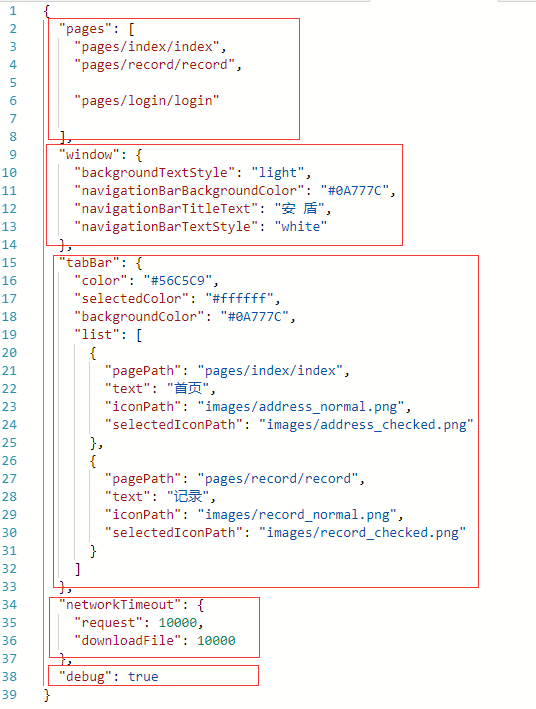 1 {
2 "pages": [
3 "pages/index/index",
4 "pages/record/record",
5
6 "pages/login/login"
7
8 ],
9 "window": {
10 "backgroundTextStyle": "light",
11 "navigationBarBackgroundColor": "#0A777C",
12 "navigationBarTitleText": "安 盾",
13 "navigationBarTextStyle": "white"
14 },
15 "tabBar": {
16 "color": "#56C5C9",
17 "selectedColor": "#ffffff",
18 "backgroundColor": "#0A777C",
19 "list": [
20 {
21 "pagePath": "pages/index/index",
22 "text": "首页",
23 "iconPath": "images/address_normal.png",
24 "selectedIconPath": "images/address_checked.png"
25 },
26 {
27 "pagePath": "pages/record/record",
28 "text": "记录",
29 "iconPath": "images/record_normal.png",
30 "selectedIconPath": "images/record_checked.png"
31 }
32 ]
33 },
34 "networkTimeout": {
35 "request": 10000,
36 "downloadFile": 10000
37 },
38 "debug": true
39 }